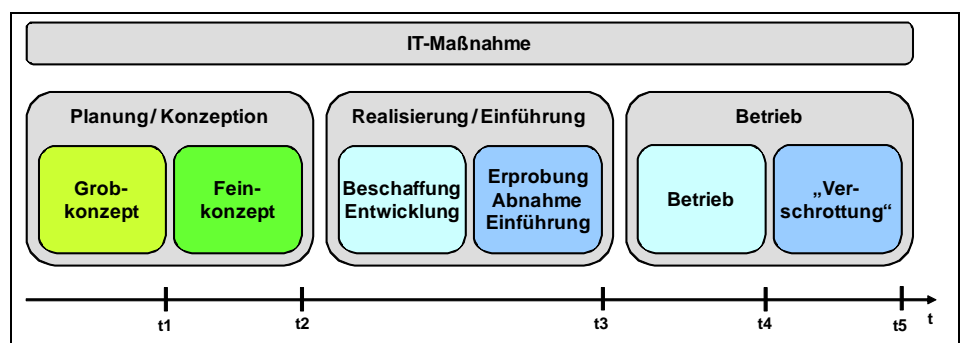 IT-Maßnahme
Planung/Konzeption
Grob-
konzept
Fein-
konzept
Realisierung/Einführung
Beschaffung
Entwicklung
Erprobung
Abnahme
Einführung
Betrieb
Betrieb
„Ver-
schrottung“
t1
t2
t3
t4
t5
t